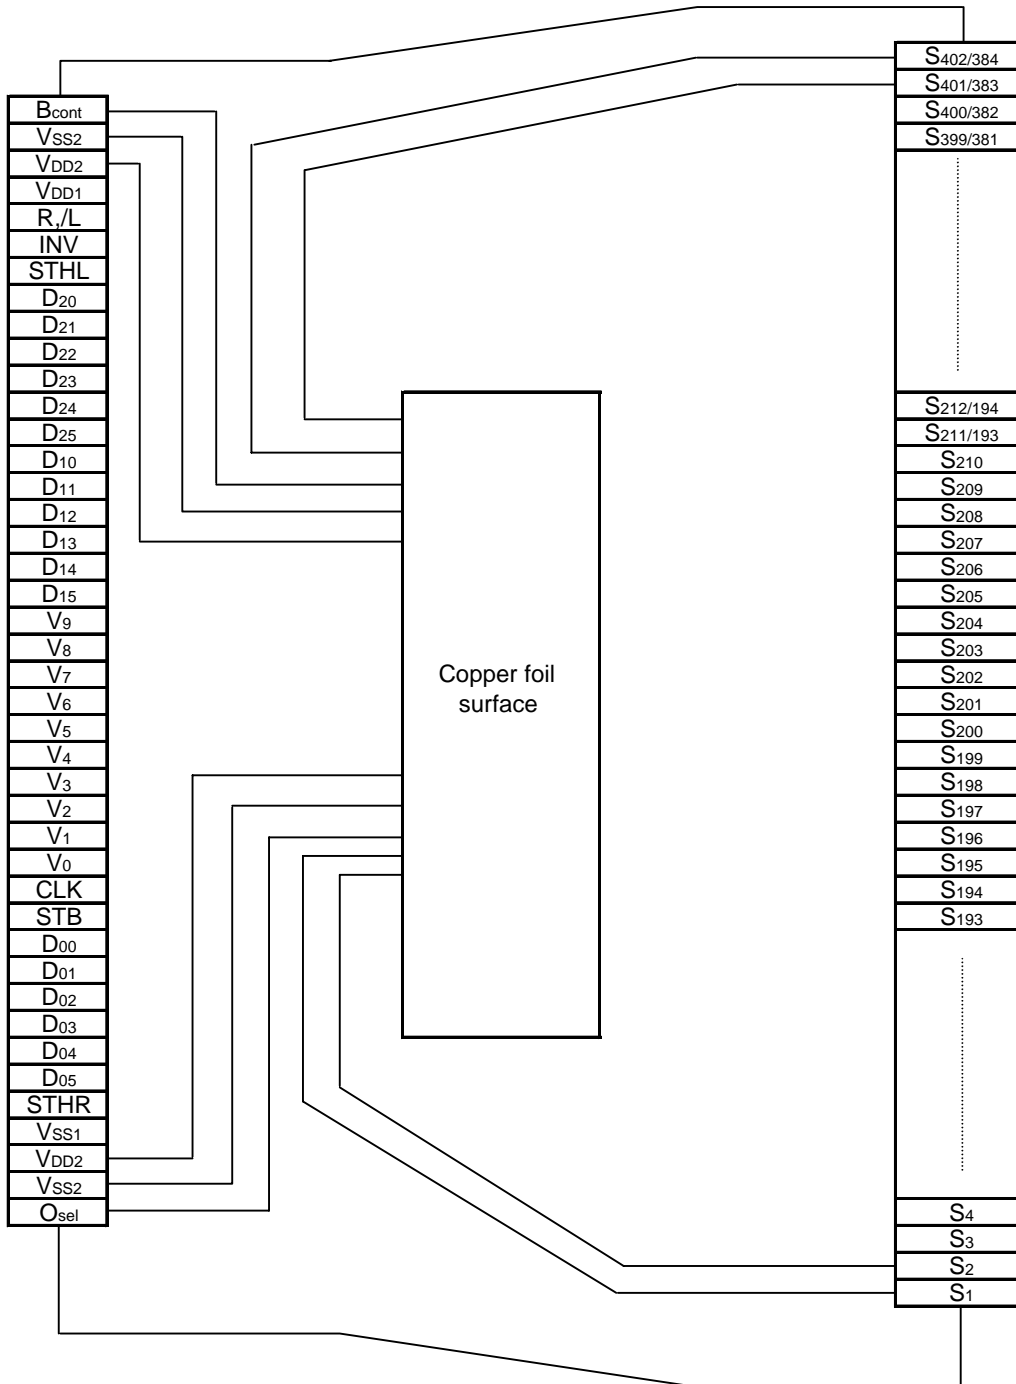 Bcont
VSS2
VDD2
VDD1
R,/L
INV
STHL
D20
D21
D22
D23
D24
D25
D10
D11
D12
D13
D14
D15
V9
V8
V7
V6
V5
V4
V3
V2
V1
V0
CLK
STB
D00
D01
D02
D03
D04
D05
STHR
VSS1
VDD2
VSS2
Osel
Copper foil
surface
S402/384
S401/383
S400/382
S399/381
S212/194
S211/193
S210
S209
S208
S207
S206
S205
S204
S203
S202
S201
S200
S199
S198
S197
S196
S195
S194
S193
S4
S3
S2
S1